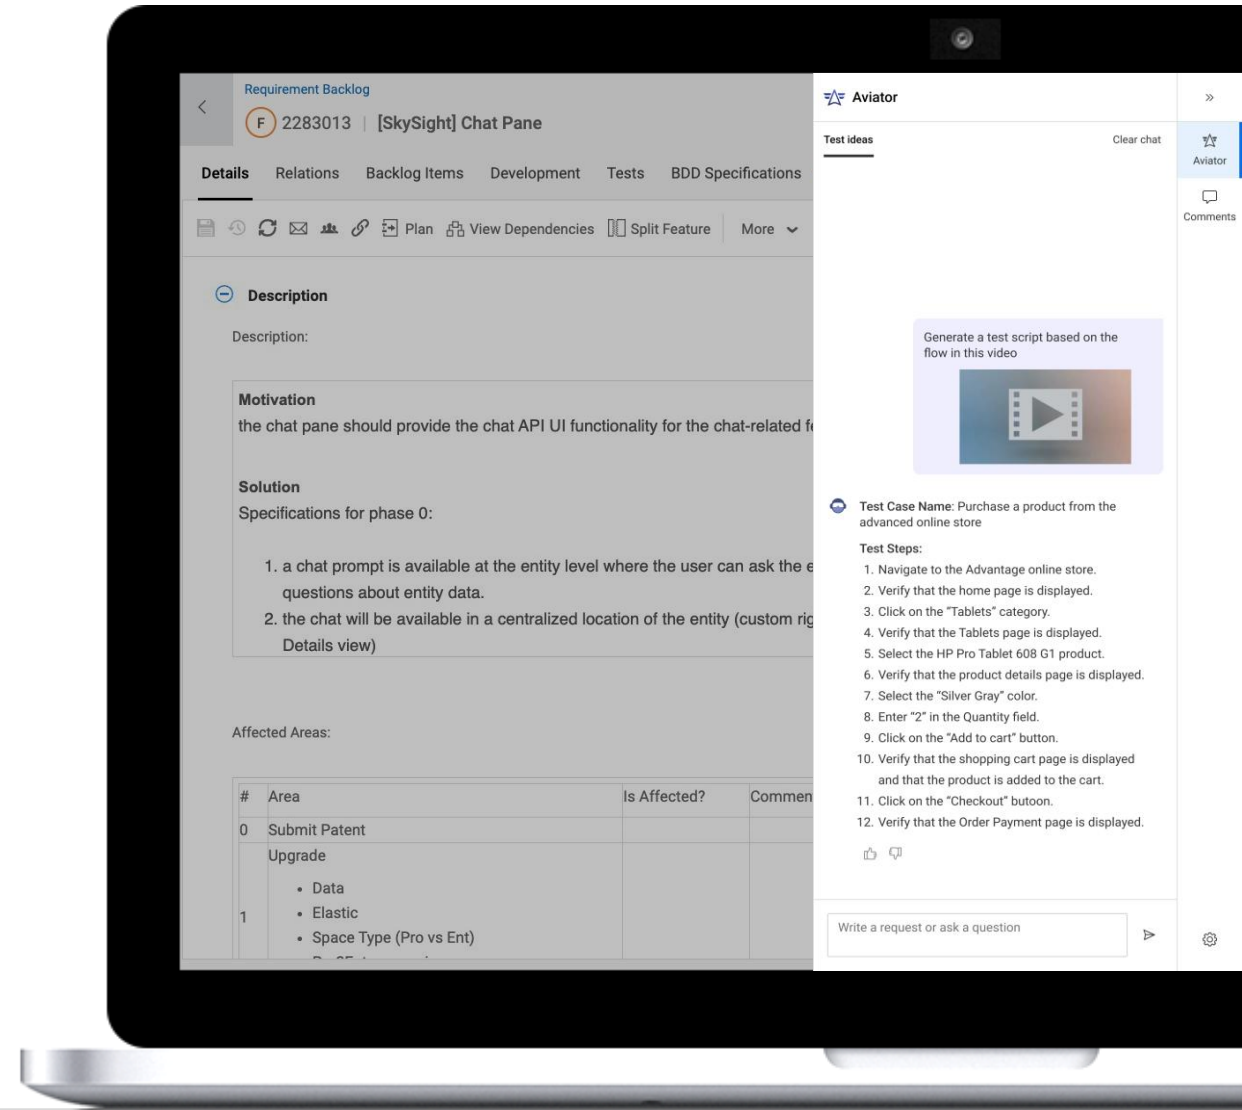 Requirement Backlog
F 2283013 | [SkySight] Chat Pane
Details Relations Backlog Items Development Tests BDD Specifications
Plan View Dependencies Split Feature More
Description
Description:
Motivation
the chat pane should provide the chat API UI functionality for the chat-related
Solution
Specifications for phase 0:
1. a chat prompt is available at the entity level where the user can ask the
questions about entity data.
2. the chat will be available in a centralized location of the entity (custom
Details view)
Affected Areas:
# Area Is Affected? Commen
0 Submit Patent
Upgrade
• Data
1
• Elastic
• Space Type (Pro vs Ent)
Aviator
Test ideas Clear chat
Generate a test script based on the
flow in this video
Test Case Name: Purchase a product from the
advanced online store
Test Steps:
1. Navigate to the Advantage online store.
2. Verify that the home page is displayed.
3. Click on the "Tablets" category.
4. Verify that the Tablets page is displayed.
5. Select the HP Pro Tablet 608 G1 product.
6. Verify that the product details page is displayed.
7. Select the "Silver Gray" color.
8. Enter "2" in the Quantity field.
9. Click on the "Add to cart" button.
10. Verify that the shopping cart page is displayed
and that the product is added to the cart.
11. Click on the "Checkout" butoon.
12. Verify that the Order Payment page is displayed.
Write a request or ask a question
Aviator
Comments